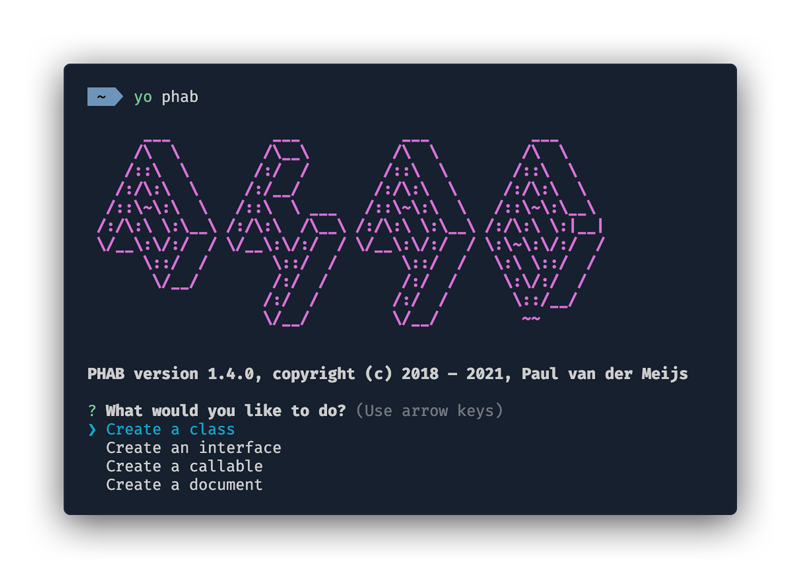 ~ yo phab
PHAB
PHAB version 1.4.0, copyright (c) 2018 – 2021, Paul van der Meijs
? What would you like to do? (Use arrow keys)
❯ Create a class
Create an interface
Create a callable
Create a document